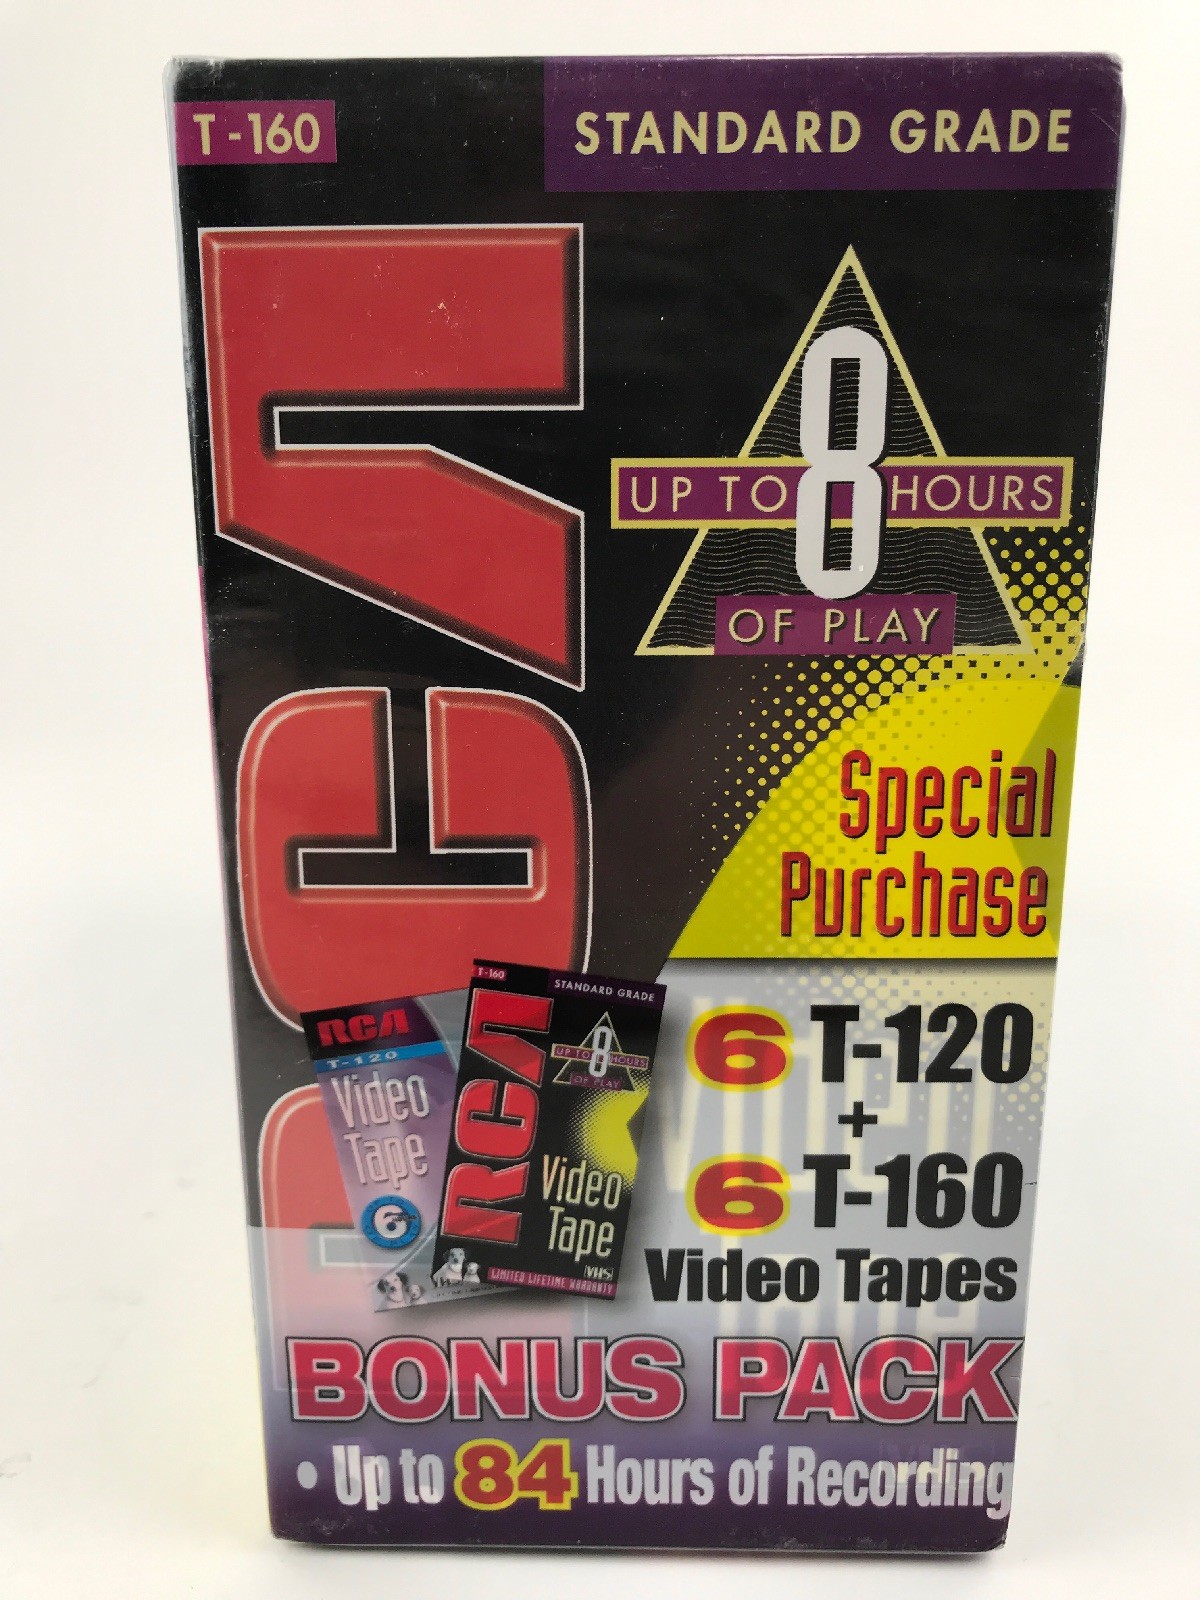 T-160
STANDARD GRADE
RCA
UP TO 8 HOURS
OF PLAY
Special
Purchase
6 T-120
+
6 T-160
Video Tapes
RCA
T-120
Video
Tape
6
T-160
STANDARD GRADE
UP TO 8 HOURS
OF PLAY
RCA
Video
Tape
VHS
LIMITED LIFETIME WARRANTY
BONUS PACK
• Up to 84 Hours of Recording